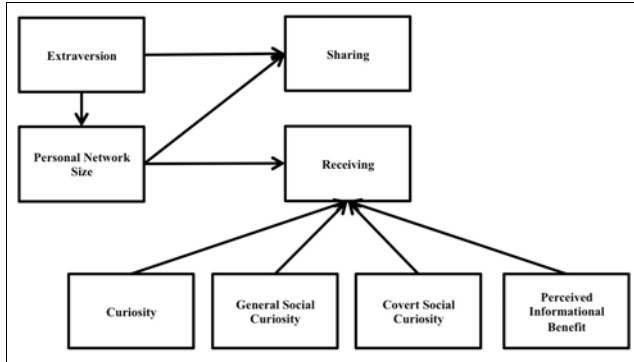 Extraversion
Sharing
Personal Network
Size
Receiving
Curiosity
General Social
Curiosity
Covert Social
Curiosity
Perceived
Informational
Benefit